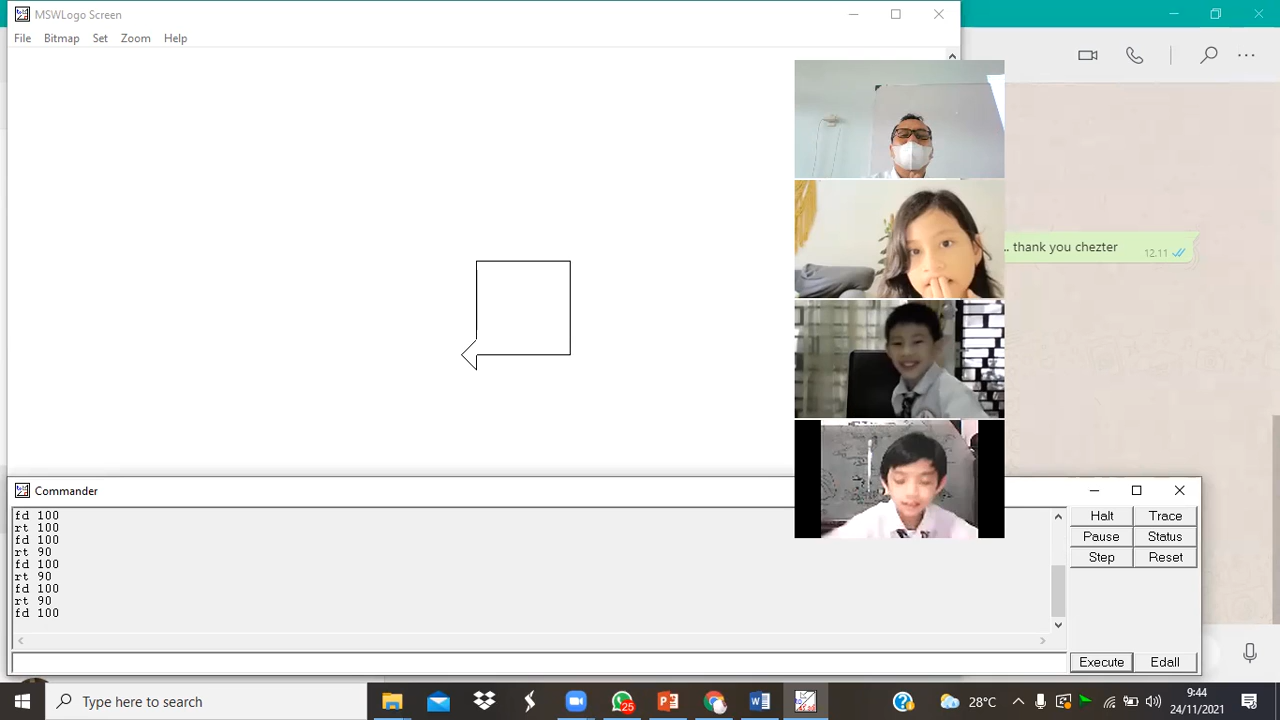 MSWLogo Screen
File Bitmap Set Zoom Help
.. thank you chezter
12.11
Commander
fd 100
rt 100
fd 100
rt 90
fd 100
rt 90
fd 100
rt 90
fd 100
Halt Trace
Pause Status
Step Reset
Execute Edall
Type here to search
25
28°C
9:44
24/11/2021